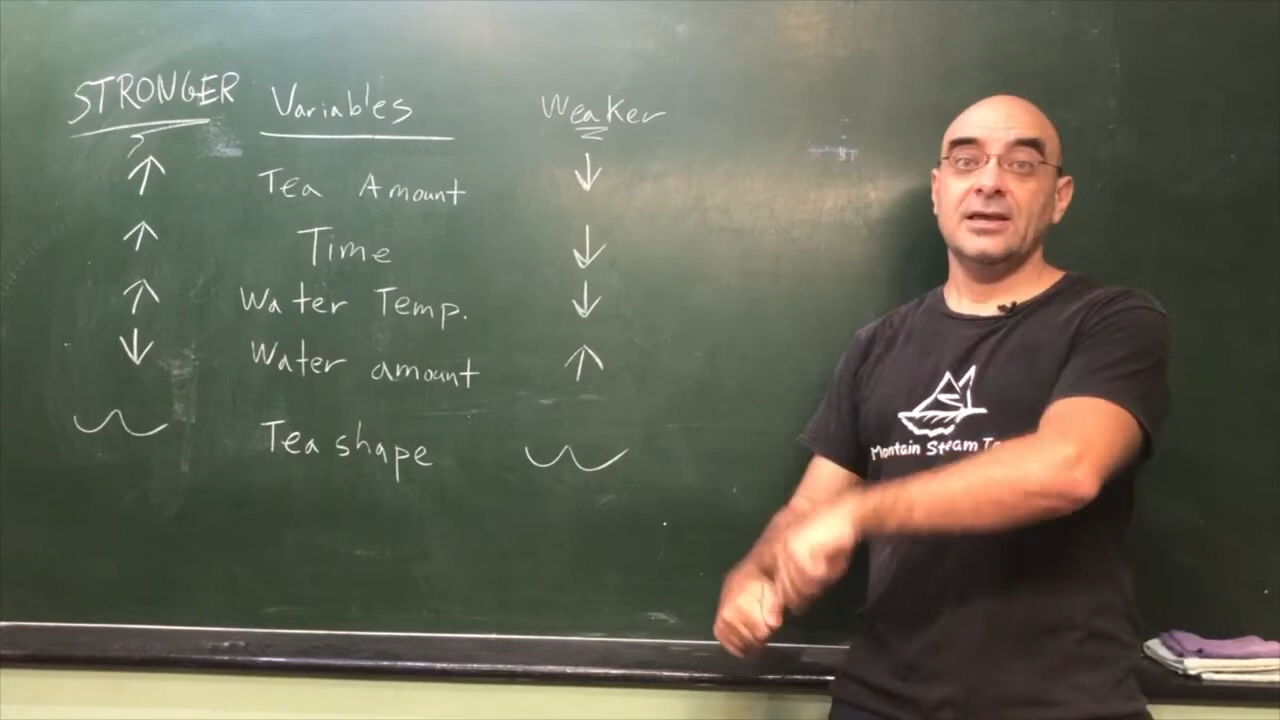 STRONGER Variables Weaker
↑ Tea Amount ↓
↑ Time ↓
↑ Water Temp. ↓
↓ Water amount ↑
Tea shape
Mountain Steam